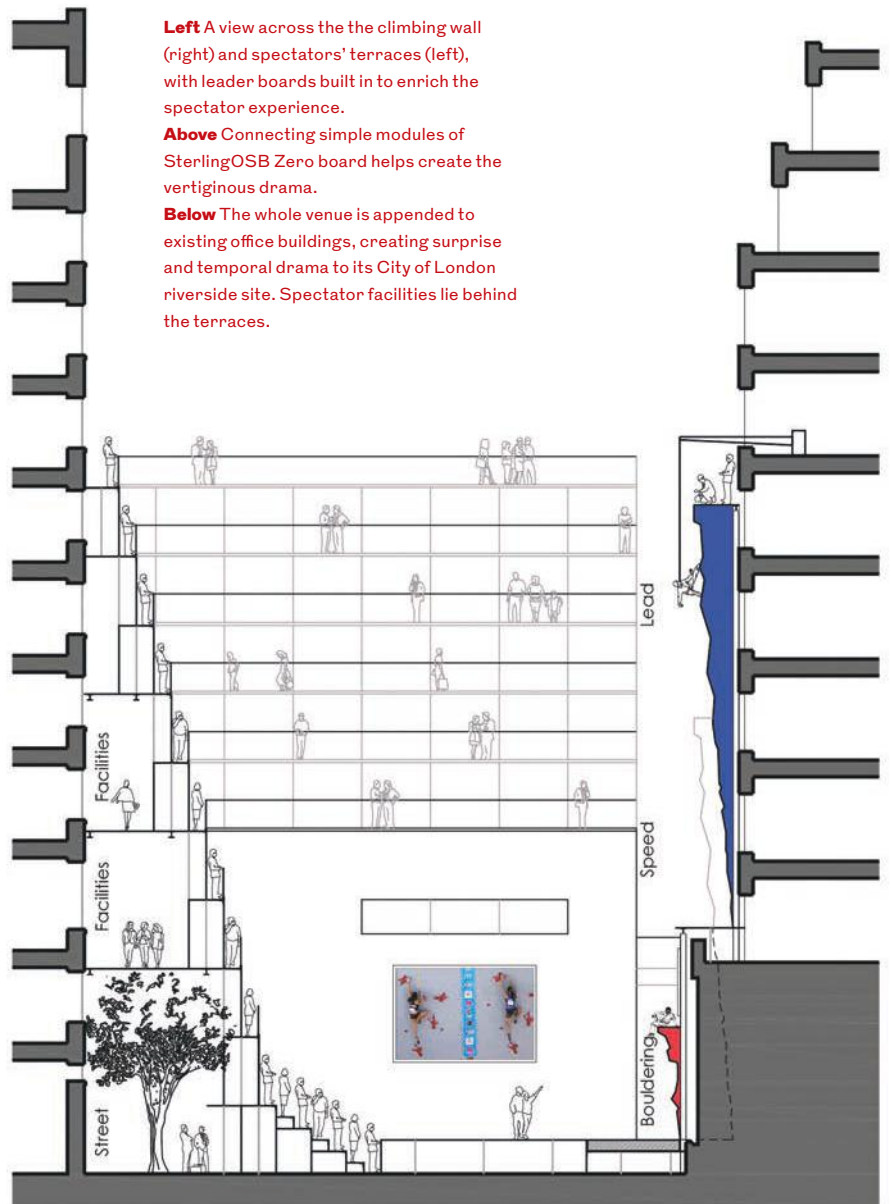 Left A view across the the climbing wall
(right) and spectators’ terraces (left),
with leader boards built in to enrich the
spectator experience.
Above Connecting simple modules of
SterlingOSB Zero board helps create the
vertiginous drama.
Below The whole venue is appended to
existing office buildings, creating surprise
and temporal drama to its City of London
riverside site. Spectator facilities lie behind
the terraces.
Lead
Facilities
Speed
Facilities
Bouldering
Street